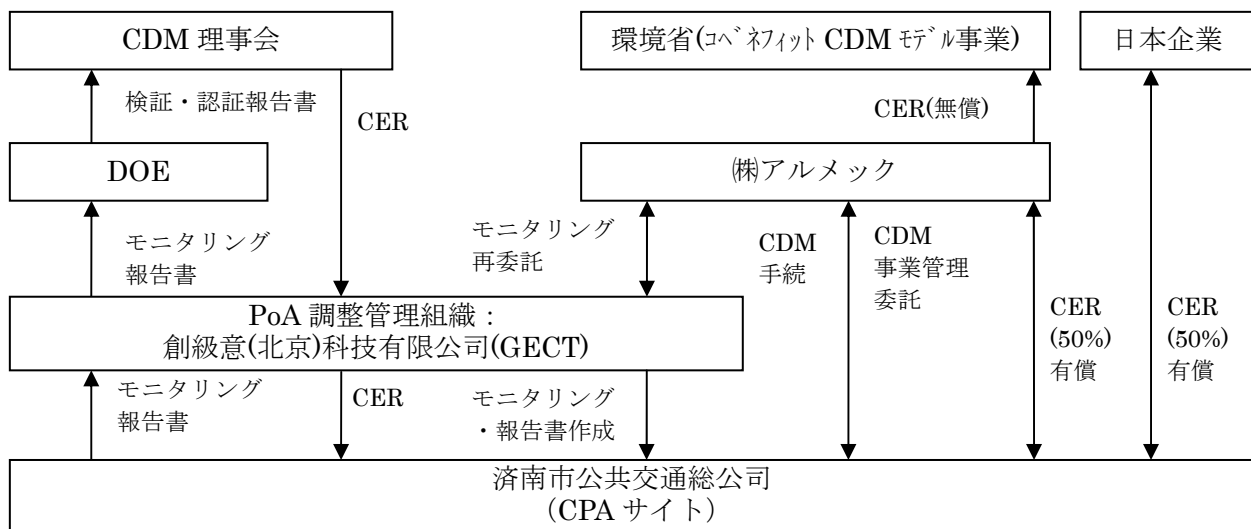 CDM 理事会
環境省(ｺﾍﾞﾈﾌｨｯﾄ CDM ﾓﾃﾞﾙ事業)
日本企業
検証・認証報告書
CER
CER(無償)
DOE
㈱アルメック
モニタリング
報告書
モニタリング
再委託
CDM
手続
CDM
事業管理
委託
PoA 調整管理組織：
創級意(北京)科技有限公司(GECT)
CER
(50%)
有償
CER
(50%)
有償
モニタリング
報告書
CER
モニタリング
・報告書作成
済南市公共交通総公司
（CPA サイト）